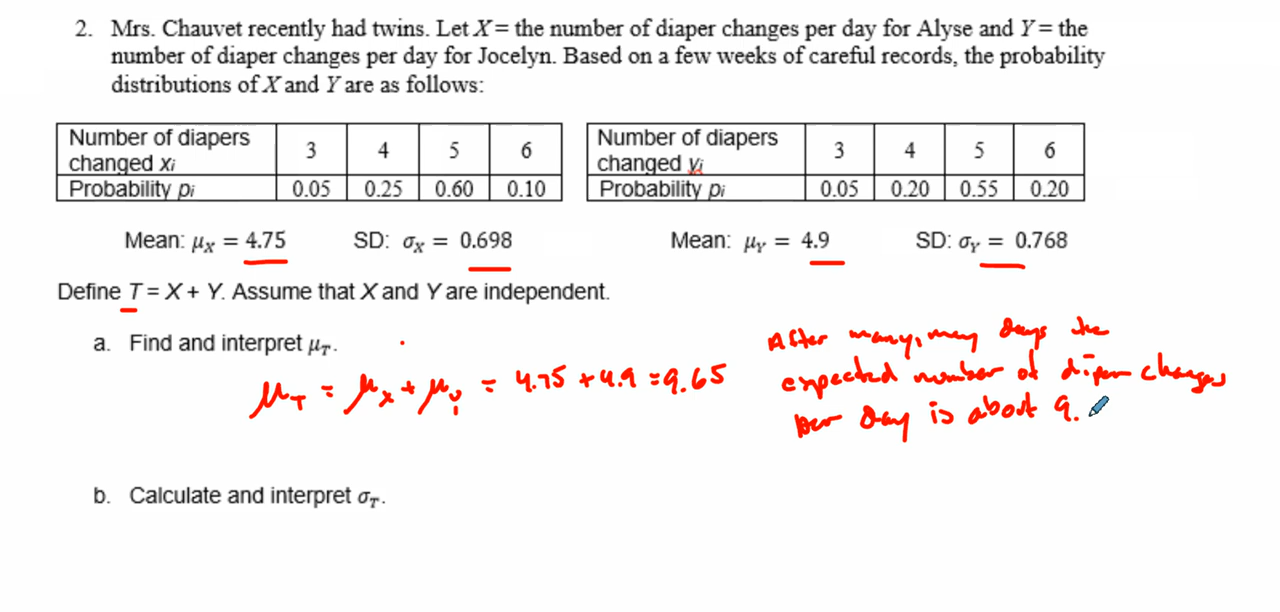 2. Mrs. Chauvet recently had twins. Let X= the number of diaper changes per day for Alyse and Y= the
number of diaper changes per day for Jocelyn. Based on a few weeks of careful records, the probability
distributions of X and Y are as follows:
Number of diapers changed xi 3 4 5 6
Probability pi 0.05 0.25 0.60 0.10
Number of diapers changed yi 3 4 5 6
Probability pi 0.05 0.20 0.55 0.20
Mean: μX = 4.75 SD: σX = 0.698 Mean: μY = 4.9 SD: σY = 0.768
Define T = X + Y. Assume that X and Y are independent.
a. Find and interpret μT.
μT = μx + μy = 4.75 + 4.9 = 9.65
After many, many days the
expected number of diaper changes
per day is about 9.
b. Calculate and interpret σT.